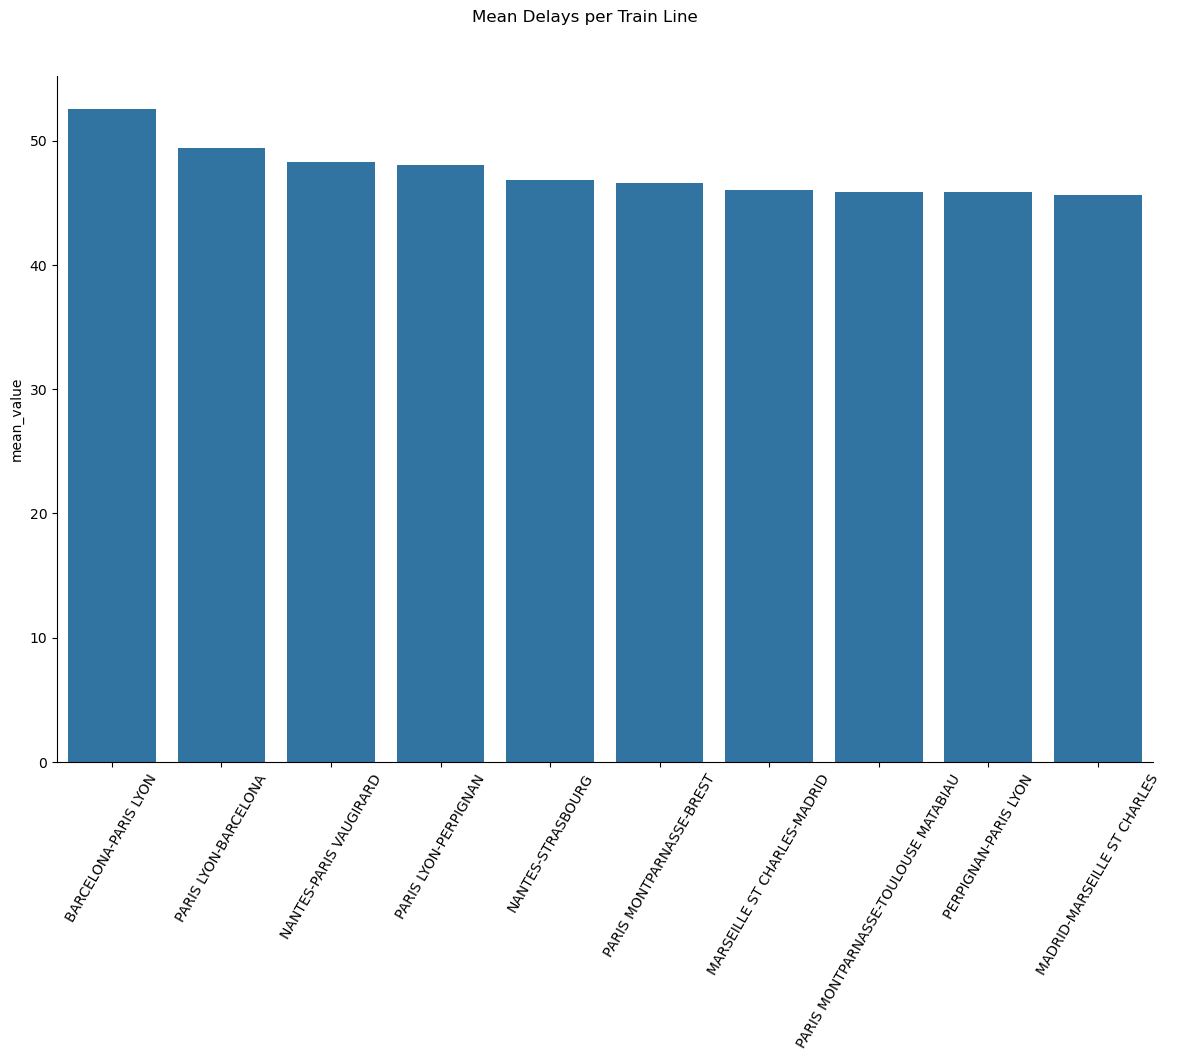 Mean Delays per Train Line
mean_value
50
40
30
20
10
0
BARCELONA-PARIS LYON
PARIS LYON-BARCELONA
NANTES-PARIS VAUGIRARD
PARIS LYON-PERPIGNAN
NANTES-STRASBOURG
PARIS MONTPARNASSE-BREST
MARSEILLE ST CHARLES-MADRID
PARIS MONTPARNASSE-TOULOUSE MATABIAU
PERPIGNAN-PARIS LYON
MADRID-MARSEILLE ST CHARLES